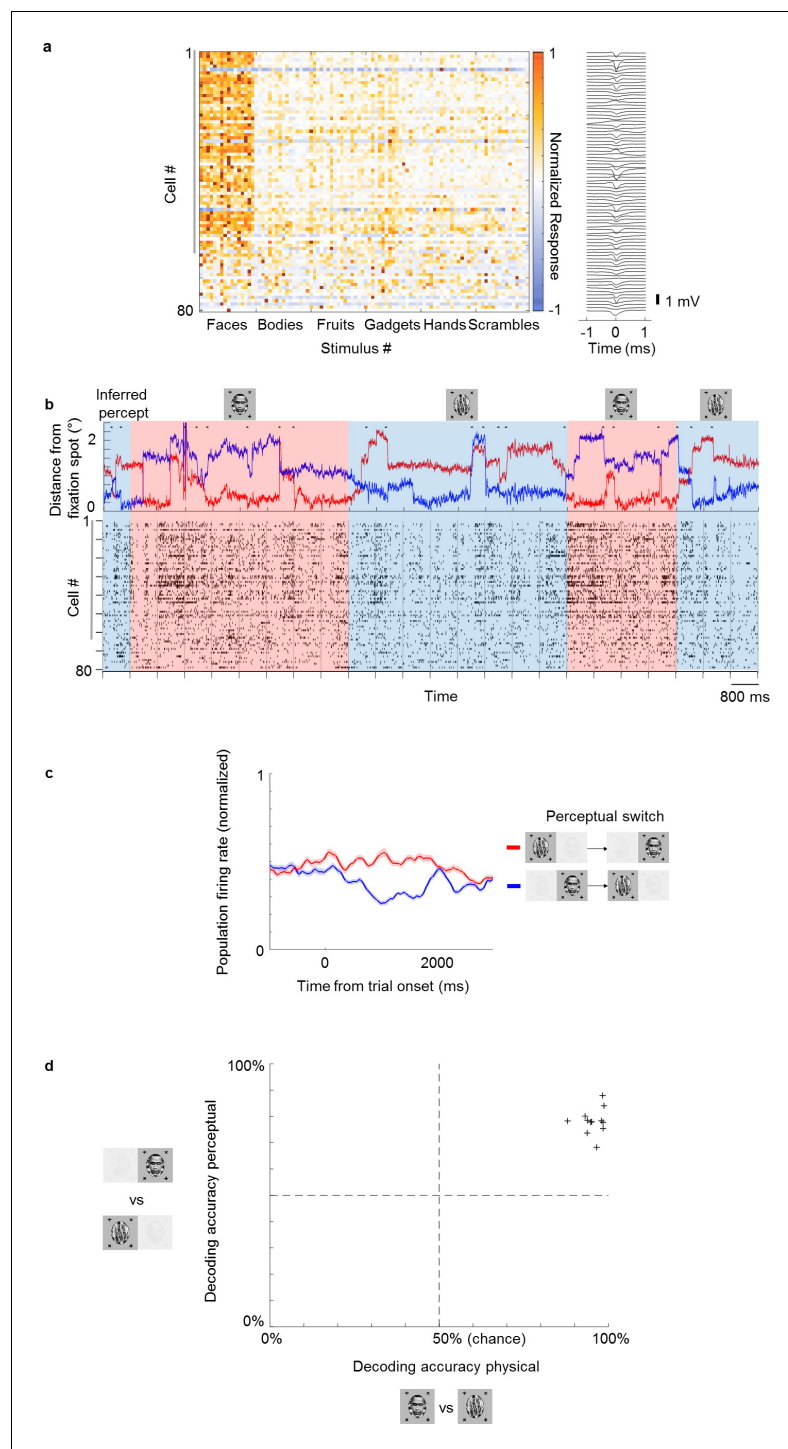 a
1
Cell #
80
Faces Bodies Fruits Gadgets Hands Scrambles
Stimulus #
1
Normalized Response
-1
1 mV
-1 0 1
Time (ms)
b
Inferred
percept
Distance from
fixation spot (°)
2
0
1
Cell #
80
Time
800 ms
c
Population firing rate (normalized)
1
0
0 2000
Time from trial onset (ms)
Perceptual switch
d
Decoding accuracy perceptual
100%
0%
vs
0% 50% (chance) 100%
Decoding accuracy physical
vs